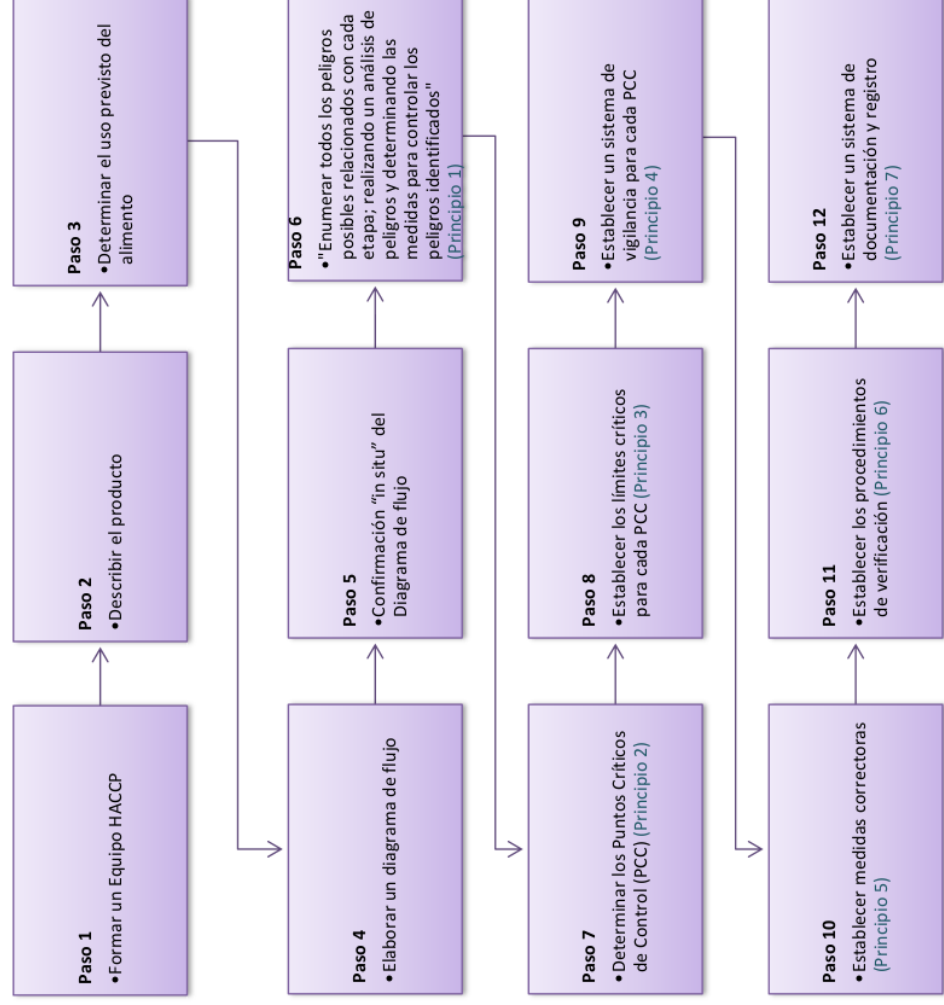 Paso 1
•Formar un Equipo HACCP
Paso 2
•Describir el producto
Paso 3
•Determinar el uso previsto del
alimento
Paso 4
•Elaborar un diagrama de flujo
Paso 5
•Confirmación “in situ” del
Diagrama de flujo
Paso 6
•"Enumerar todos los peligros
posibles relacionados con cada
etapa; realizando un análisis de
peligros y determinando las
medidas para controlar los
peligros identificados"
(Principio 1)
Paso 7
•Determinar los Puntos Críticos
de Control (PCC) (Principio 2)
Paso 8
•Establecer los límites críticos
para cada PCC (Principio 3)
Paso 9
•Establecer un sistema de
vigilancia para cada PCC
(Principio 4)
Paso 10
•Establecer medidas correctoras
(Principio 5)
Paso 11
•Establecer los procedimientos
de verificación (Principio 6)
Paso 12
•Establecer un sistema de
documentación y registro
(Principio 7)